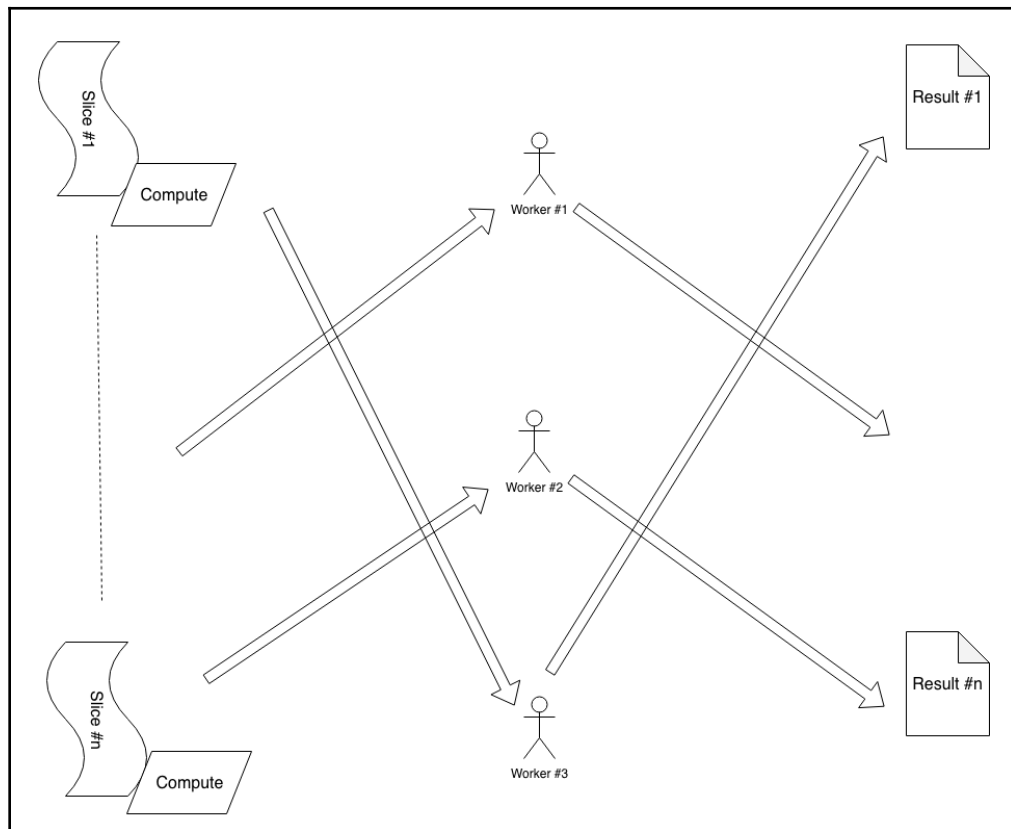 Slice #1
Compute
Result #1
Worker #1
Worker #2
Slice #n
Compute
Result #n
Worker #3